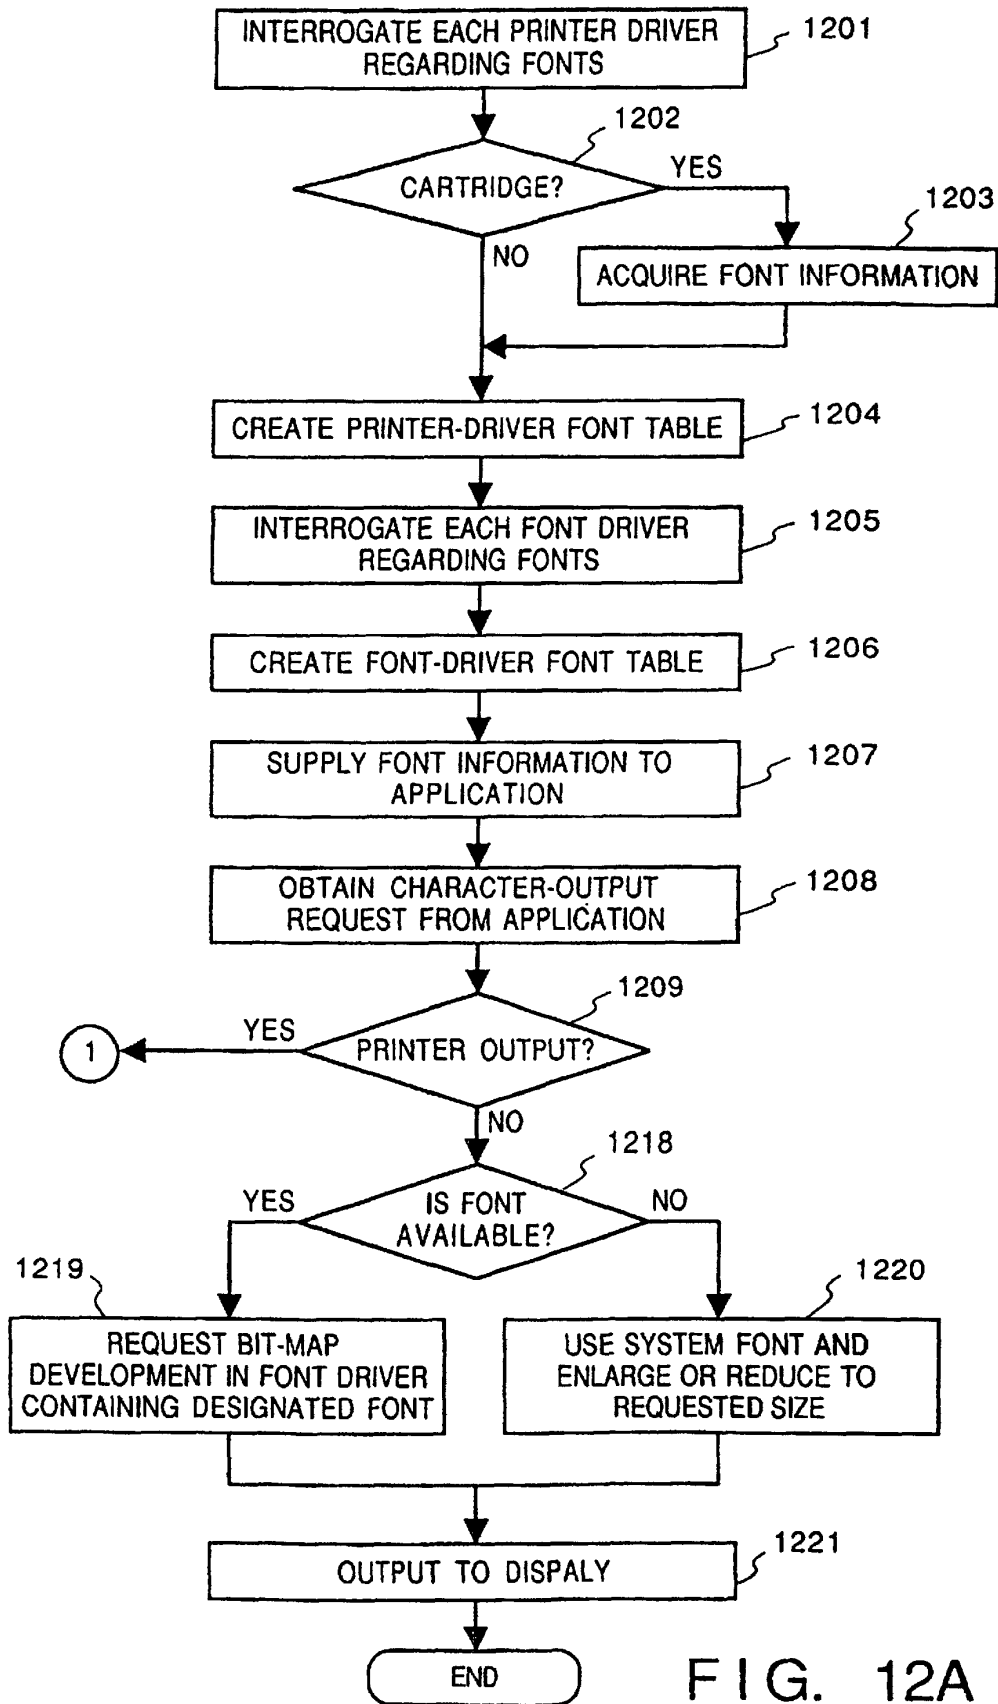 INTERROGATE EACH PRINTER DRIVER
REGARDING FONTS
1201
1202
CARTRIDGE?
YES
NO
1203
ACQUIRE FONT INFORMATION
CREATE PRINTER-DRIVER FONT TABLE
1204
INTERROGATE EACH FONT DRIVER
REGARDING FONTS
1205
CREATE FONT-DRIVER FONT TABLE
1206
SUPPLY FONT INFORMATION TO
APPLICATION
1207
OBTAIN CHARACTER-OUTPUT
REQUEST FROM APPLICATION
1208
1209
PRINTER OUTPUT?
YES
1
NO
1218
IS FONT
AVAILABLE?
YES
NO
1219
REQUEST BIT-MAP
DEVELOPMENT IN FONT DRIVER
CONTAINING DESIGNATED FONT
1220
USE SYSTEM FONT AND
ENLARGE OR REDUCE TO
REQUESTED SIZE
OUTPUT TO DISPALY
1221
END
FIG. 12A